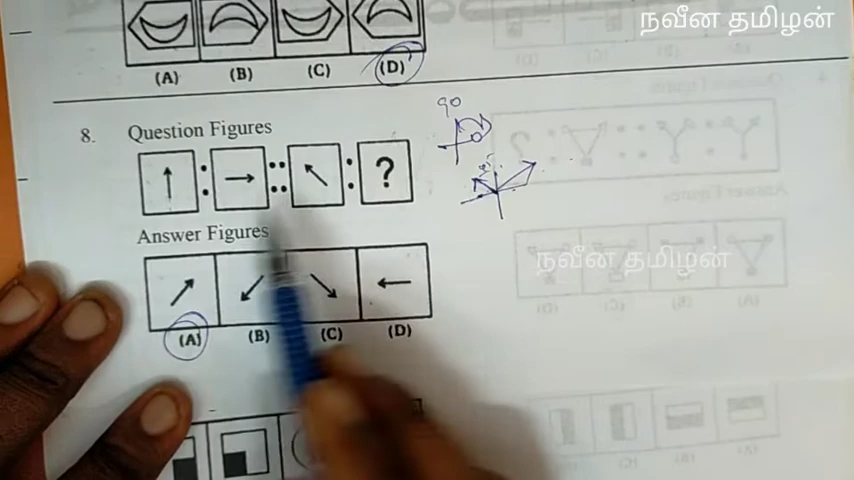 நவீன தமிழன்
(A) (B) (C) (D)
8. Question Figures
90
: :: : ?
Answer Figures
நவீன தமிழன்
(A) (B) (C) (D)